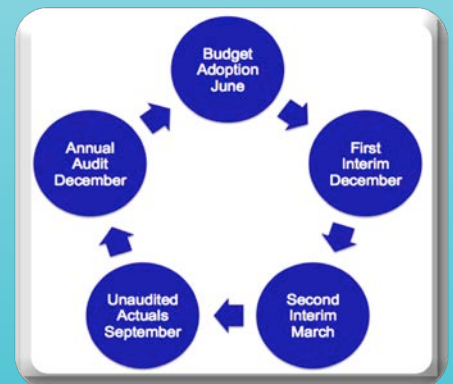 Budget
Adoption
June
First
Interim
December
Second
Interim
March
Unaudited
Actuals
September
Annual
Audit
December